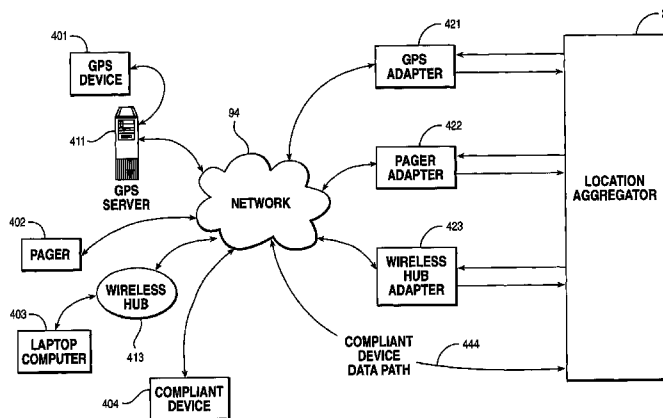 401
GPS
DEVICE
411
GPS
SERVER
402
PAGER
WIRELESS
HUB
413
403
LAPTOP
COMPUTER
404
COMPLIANT
DEVICE
94
NETWORK
421
GPS
ADAPTER
422
PAGER
ADAPTER
423
WIRELESS
HUB
ADAPTER
COMPLIANT
DEVICE
DATA PATH
444
LOCATION
AGGREGATOR